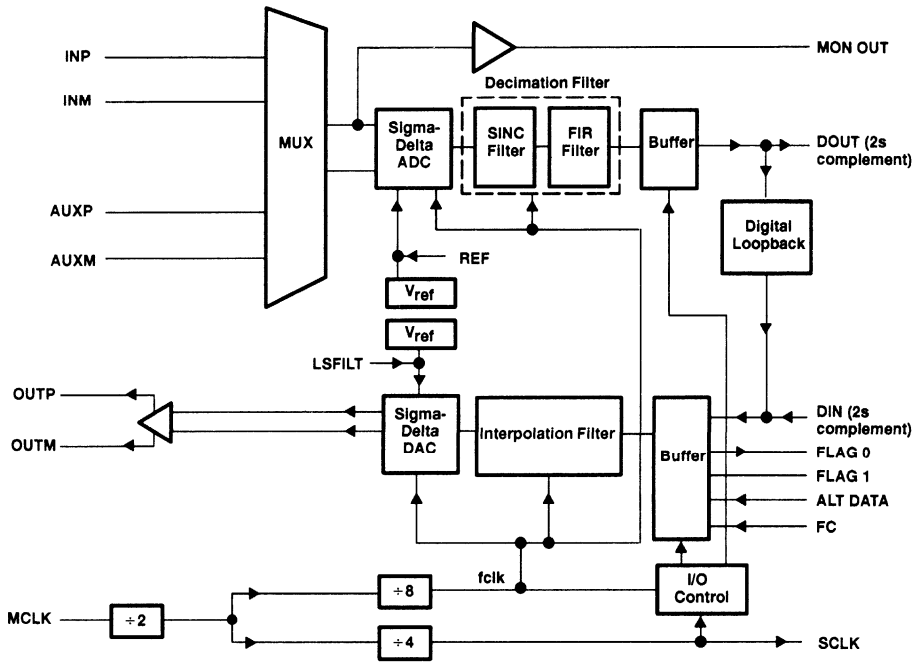 INP
INM
AUXP
AUXM
MUX
MON OUT
Decimation Filter
Sigma-
Delta
ADC
SINC
Filter
FIR
Filter
Buffer
DOUT (2s
complement)
Digital
Loopback
REF
Vref
Vref
LSFILT
OUTP
OUTM
Sigma-
Delta
DAC
Interpolation Filter
Buffer
DIN (2s
complement)
FLAG 0
FLAG 1
ALT DATA
FC
fclk
I/O
Control
MCLK
÷2
÷8
÷4
SCLK